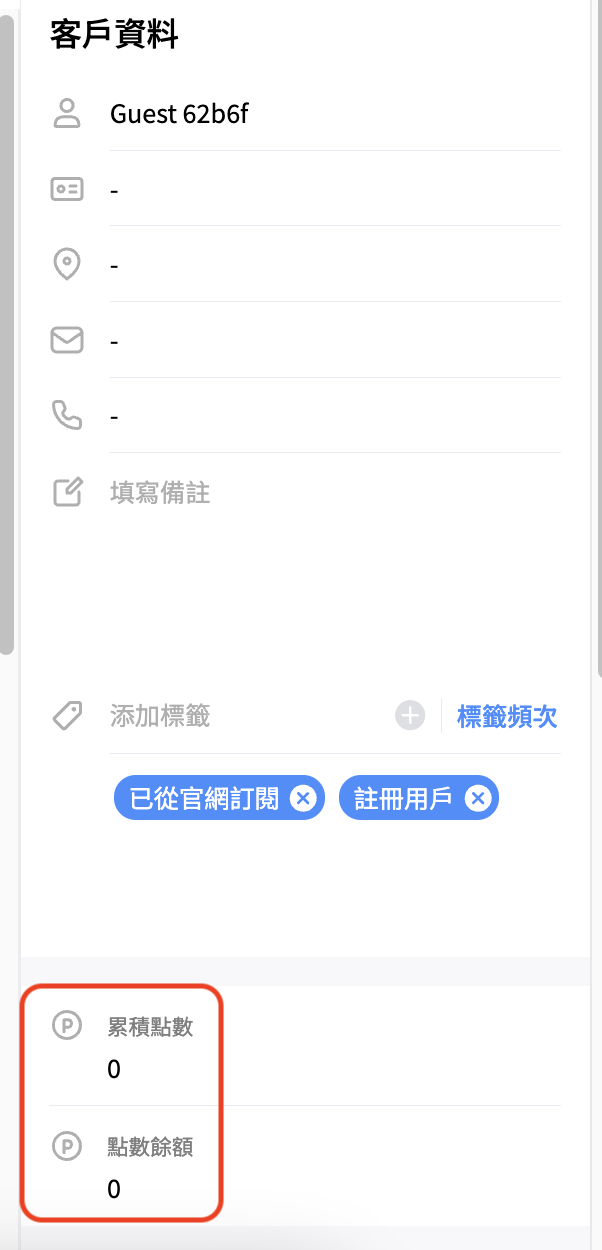 客戶資料
Guest 62b6f
-
-
-
-
填寫備註
添加標籤 標籤頻次
已從官網訂閱 註冊用戶
累積點數
0
點數餘額
0